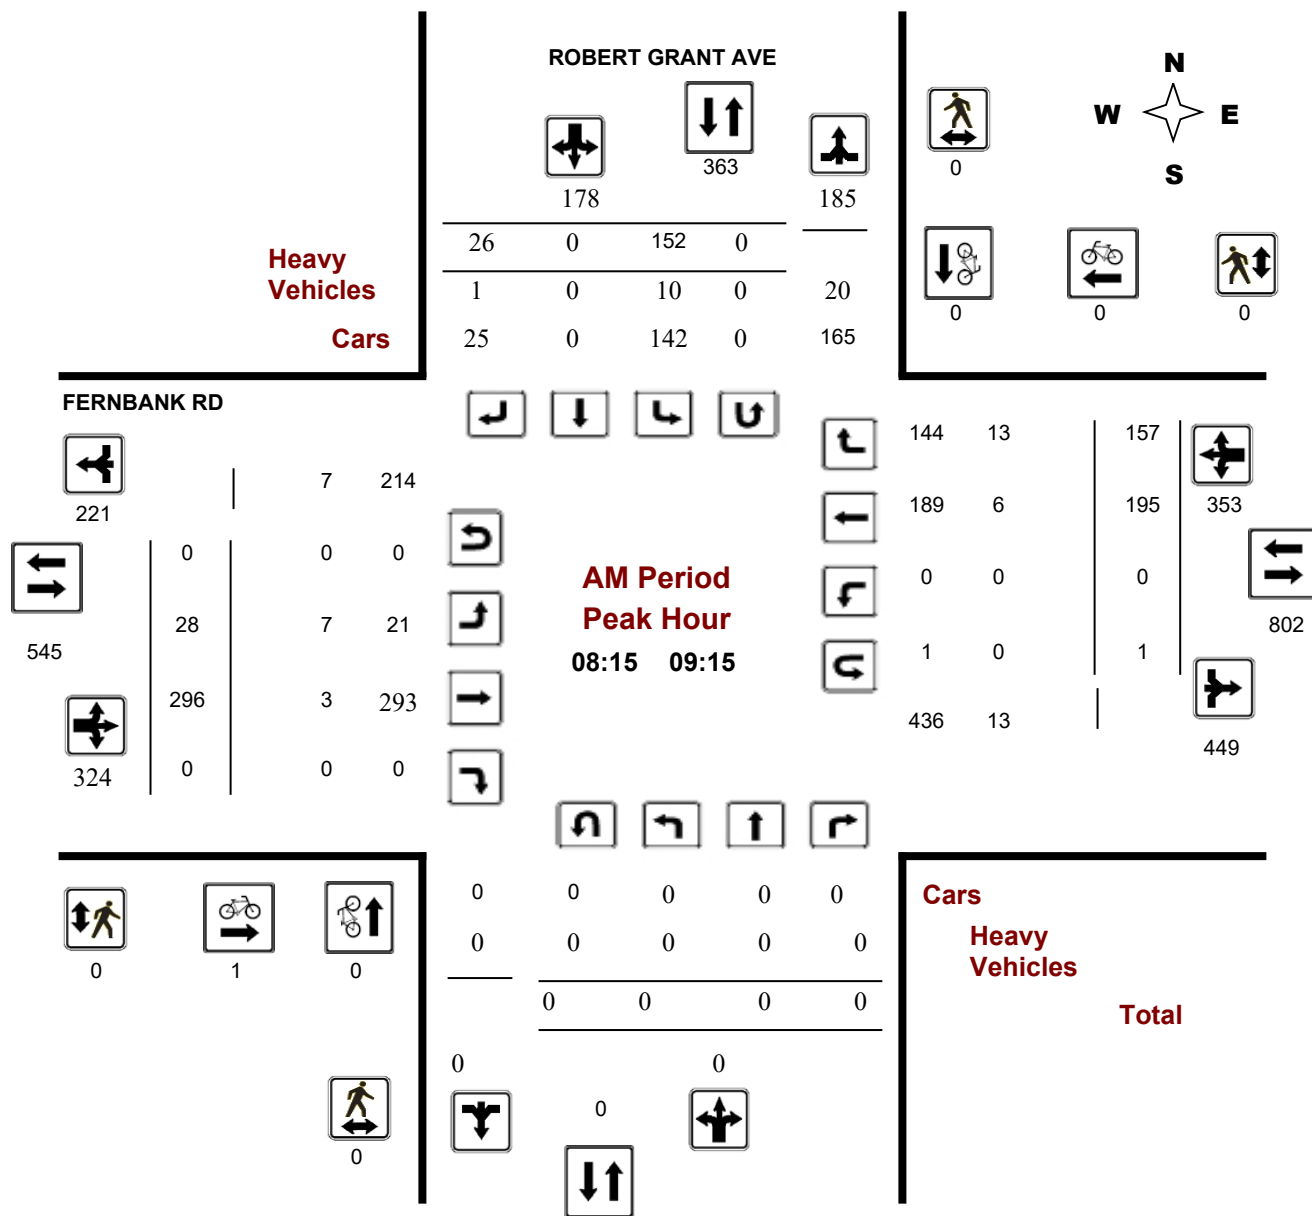 ROBERT GRANT AVE
N
W E
S
363
0
178 185
26 0 152 0
Heavy
Vehicles
1 0 10 0 20
Cars
25 0 142 0 165
0 0 0
FERNBANK RD
144 13 157
7 214
221
189 6 195 353
0 0 0
AM Period
Peak Hour
08:15 09:15
0 0 0
802
28 7 21
545
1 0 1
296 3 293
436 13
449
0 0 0
324
0 0 0 0 0
Cars
0 0 0 0 0
Heavy
Vehicles
0 1 0
0 0 0 0
Total
0 0
0
0